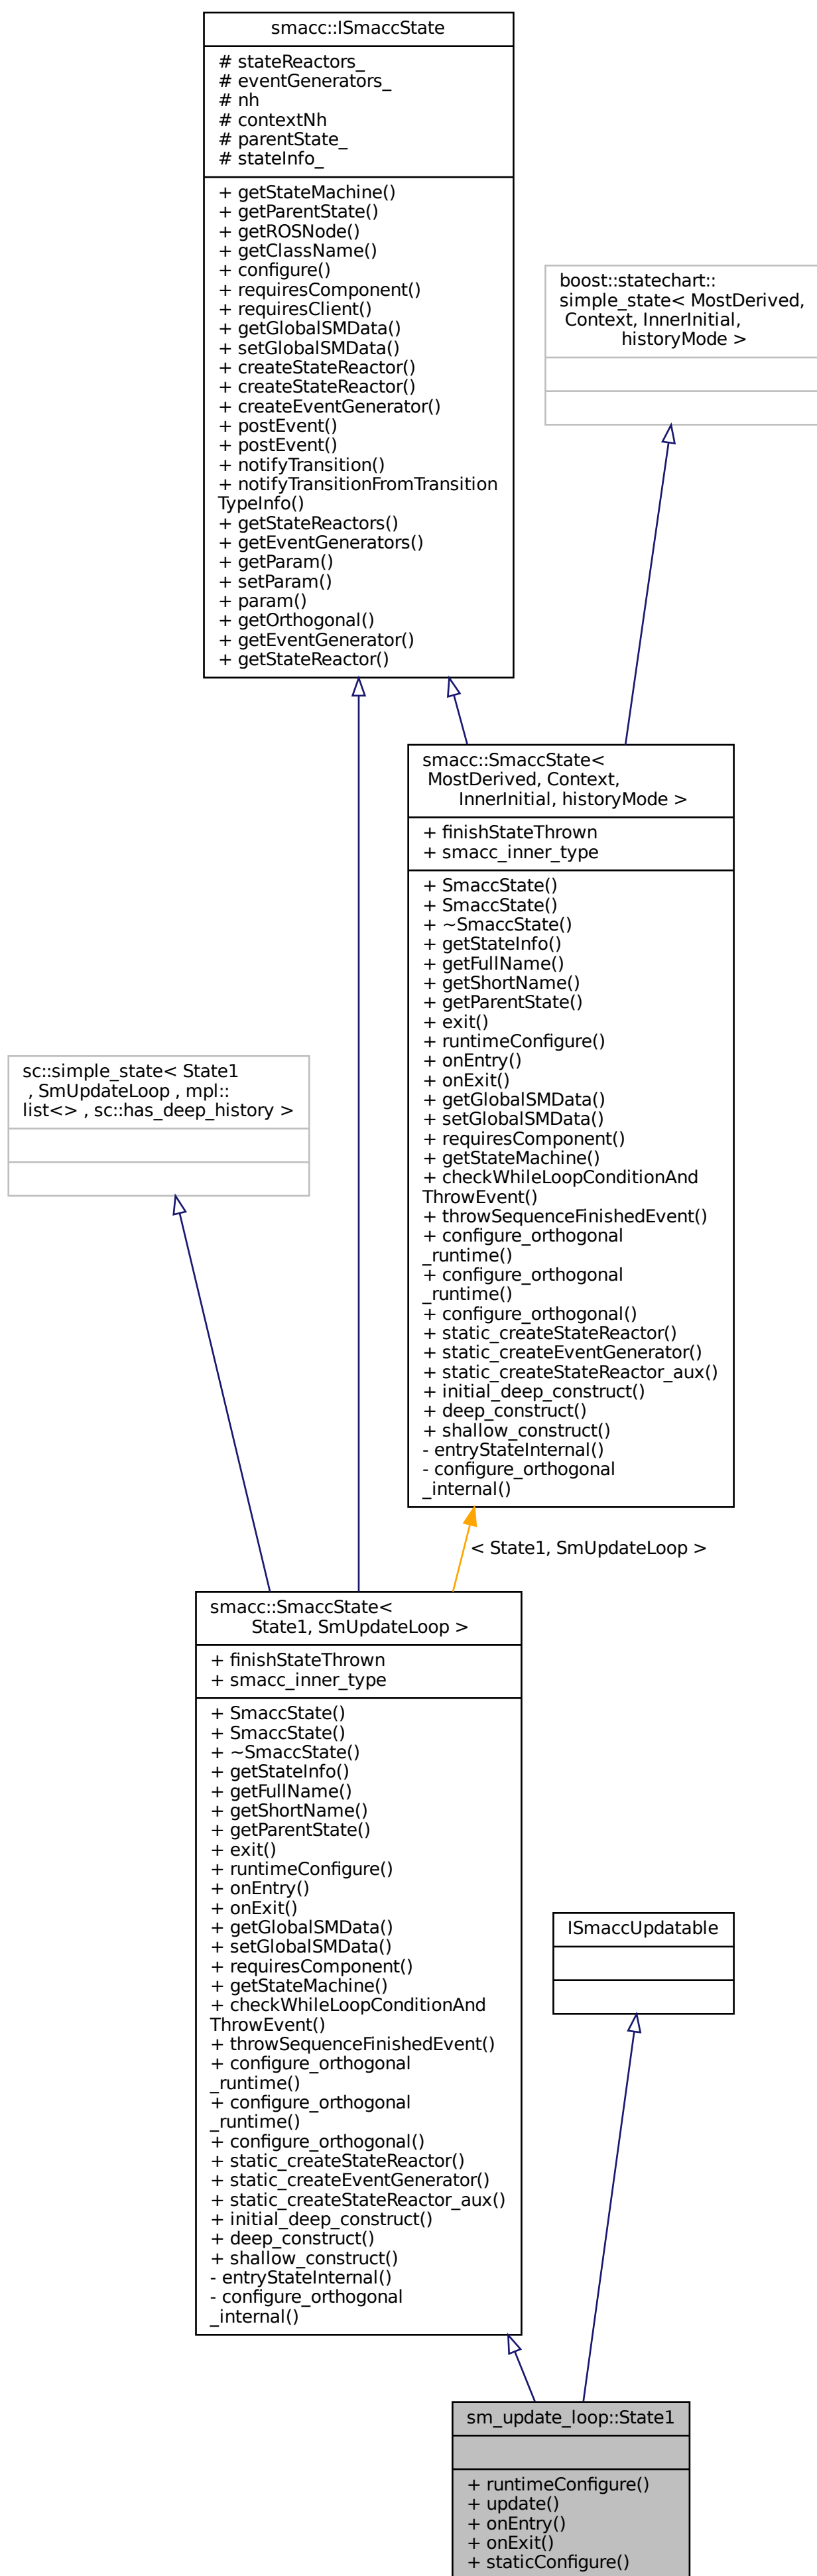 smacc::ISmaccState
# stateReactors_
# eventGenerators_
# nh
# contextNh
# parentState_
# stateInfo_
+ getStateMachine()
+ getParentState()
+ getROSNode()
+ getClassName()
+ configure()
+ requiresComponent()
+ requiresClient()
+ getGlobalSMData()
+ setGlobalSMData()
+ createStateReactor()
+ createStateReactor()
+ createEventGenerator()
+ postEvent()
+ postEvent()
+ notifyTransition()
+ notifyTransitionFromTransition
TypeInfo()
+ getStateReactors()
+ getEventGenerators()
+ getParam()
+ setParam()
+ param()
+ getOrthogonal()
+ getEventGenerator()
+ getStateReactor()
boost::statechart::
simple_state< MostDerived,
Context, InnerInitial,
historyMode >
smacc::SmaccState<
MostDerived, Context,
InnerInitial, historyMode >
+ finishStateThrown
+ smacc_inner_type
+ SmaccState()
+ SmaccState()
+ ~SmaccState()
+ getStateInfo()
+ getFullName()
+ getShortName()
+ getParentState()
+ exit()
+ runtimeConfigure()
+ onEntry()
+ onExit()
+ getGlobalSMData()
+ setGlobalSMData()
+ requiresComponent()
+ getStateMachine()
+ checkWhileLoopConditionAnd
ThrowEvent()
+ throwSequenceFinishedEvent()
+ configure_orthogonal
_runtime()
+ configure_orthogonal
_runtime()
+ configure_orthogonal()
+ static_createStateReactor()
+ static_createEventGenerator()
+ static_createStateReactor_aux()
+ initial_deep_construct()
+ deep_construct()
+ shallow_construct()
- entryStateInternal()
- configure_orthogonal
_internal()
sc::simple_state< State1
, SmUpdateLoop , mpl::
list<> , sc::has_deep_history >
< State1, SmUpdateLoop >
smacc::SmaccState<
State1, SmUpdateLoop >
+ finishStateThrown
+ smacc_inner_type
+ SmaccState()
+ SmaccState()
+ ~SmaccState()
+ getStateInfo()
+ getFullName()
+ getShortName()
+ getParentState()
+ exit()
+ runtimeConfigure()
+ onEntry()
+ onExit()
+ getGlobalSMData()
+ setGlobalSMData()
+ requiresComponent()
+ getStateMachine()
+ checkWhileLoopConditionAnd
ThrowEvent()
+ throwSequenceFinishedEvent()
+ configure_orthogonal
_runtime()
+ configure_orthogonal
_runtime()
+ configure_orthogonal()
+ static_createStateReactor()
+ static_createEventGenerator()
+ static_createStateReactor_aux()
+ initial_deep_construct()
+ deep_construct()
+ shallow_construct()
- entryStateInternal()
- configure_orthogonal
_internal()
ISmaccUpdatable
sm_update_loop::State1
+ runtimeConfigure()
+ update()
+ onEntry()
+ onExit()
+ staticConfigure()